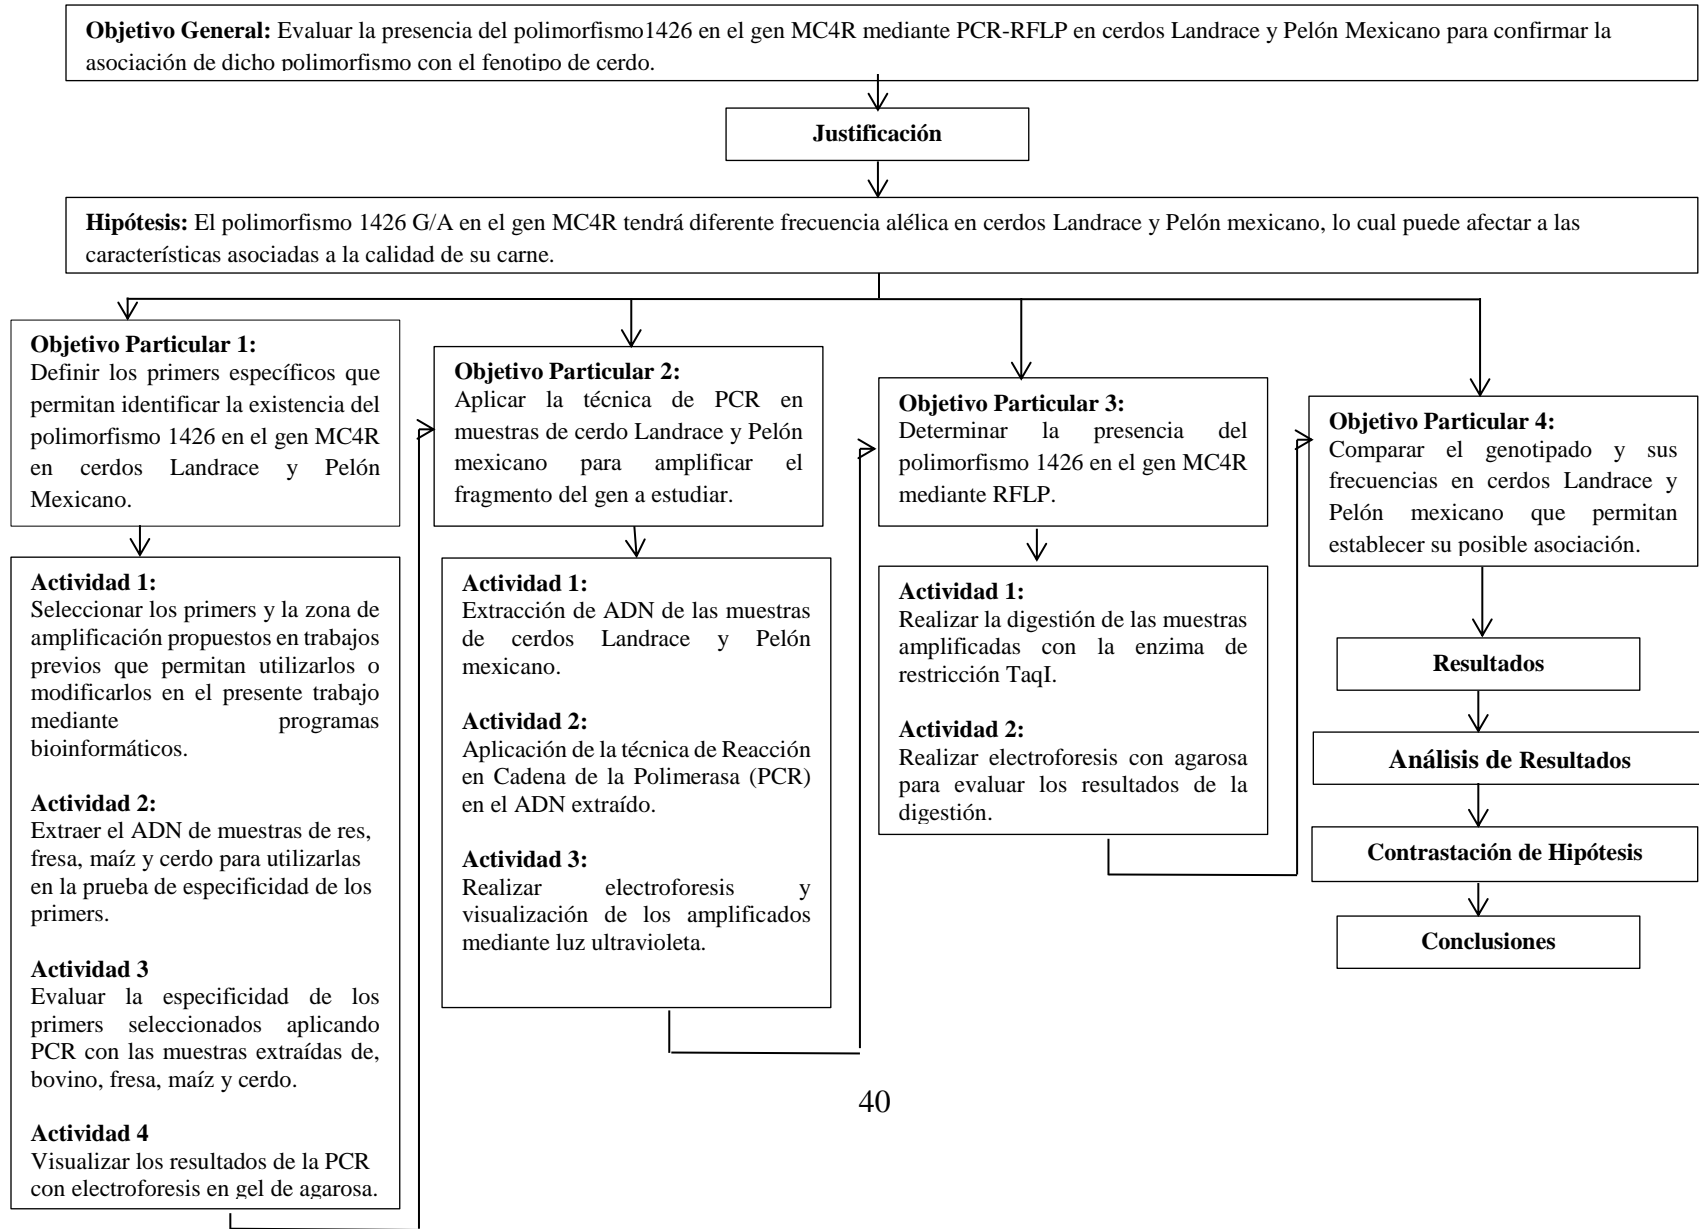 Objetivo General: Evaluar la presencia del polimorfismo1426 en el gen MC4R mediante PCR-RFLP en cerdos Landrace y Pelón Mexicano para confirmar la
asociación de dicho polimorfismo con el fenotipo de cerdo.
Justificación
Hipótesis: El polimorfismo 1426 G/A en el gen MC4R tendrá diferente frecuencia alélica en cerdos Landrace y Pelón mexicano, lo cual puede afectar a las
características asociadas a la calidad de su carne.
Objetivo Particular 1:
Definir los primers específicos que
permitan identificar la existencia del
polimorfismo 1426 en el gen MC4R
en cerdos Landrace y Pelón
Mexicano.
Actividad 1:
Seleccionar los primers y la zona de
amplificación propuestos en trabajos
previos que permitan utilizarlos o
modificarlos en el presente trabajo
mediante programas
bioinformáticos.
Actividad 2:
Extraer el ADN de muestras de res,
fresa, maíz y cerdo para utilizarlas
en la prueba de especificidad de los
primers.
Actividad 3
Evaluar la especificidad de los
primers seleccionados aplicando
PCR con las muestras extraídas de,
bovino, fresa, maíz y cerdo.
Actividad 4
Visualizar los resultados de la PCR
con electroforesis en gel de agarosa.
Objetivo Particular 2:
Aplicar la técnica de PCR en
muestras de cerdo Landrace y Pelón
mexicano para amplificar el
fragmento del gen a estudiar.
Actividad 1:
Extracción de ADN de las muestras
de cerdos Landrace y Pelón
mexicano.
Actividad 2:
Aplicación de la técnica de Reacción
en Cadena de la Polimerasa (PCR)
en el ADN extraído.
Actividad 3:
Realizar electroforesis y
visualización de los amplificados
mediante luz ultravioleta.
Objetivo Particular 3:
Determinar la presencia del
polimorfismo 1426 en el gen MC4R
mediante RFLP.
Actividad 1:
Realizar la digestión de las muestras
amplificadas con la enzima de
restricción TaqI.
Actividad 2:
Realizar electroforesis con agarosa
para evaluar los resultados de la
digestión.
Objetivo Particular 4:
Comparar el genotipado y sus
frecuencias en cerdos Landrace y
Pelón mexicano que permitan
establecer su posible asociación.
Resultados
Análisis de Resultados
Contrastación de Hipótesis
Conclusiones
40